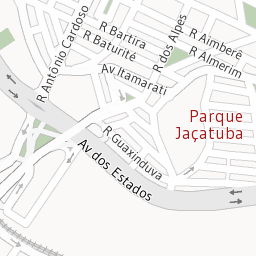 R Antônio Cardoso
R Bartira
R Baturité
Av Itamarati
R dos Alpes
R Aimberê
R Almerim
Parque
Jaçatuba
R Guaxinduva
Av dos Estados